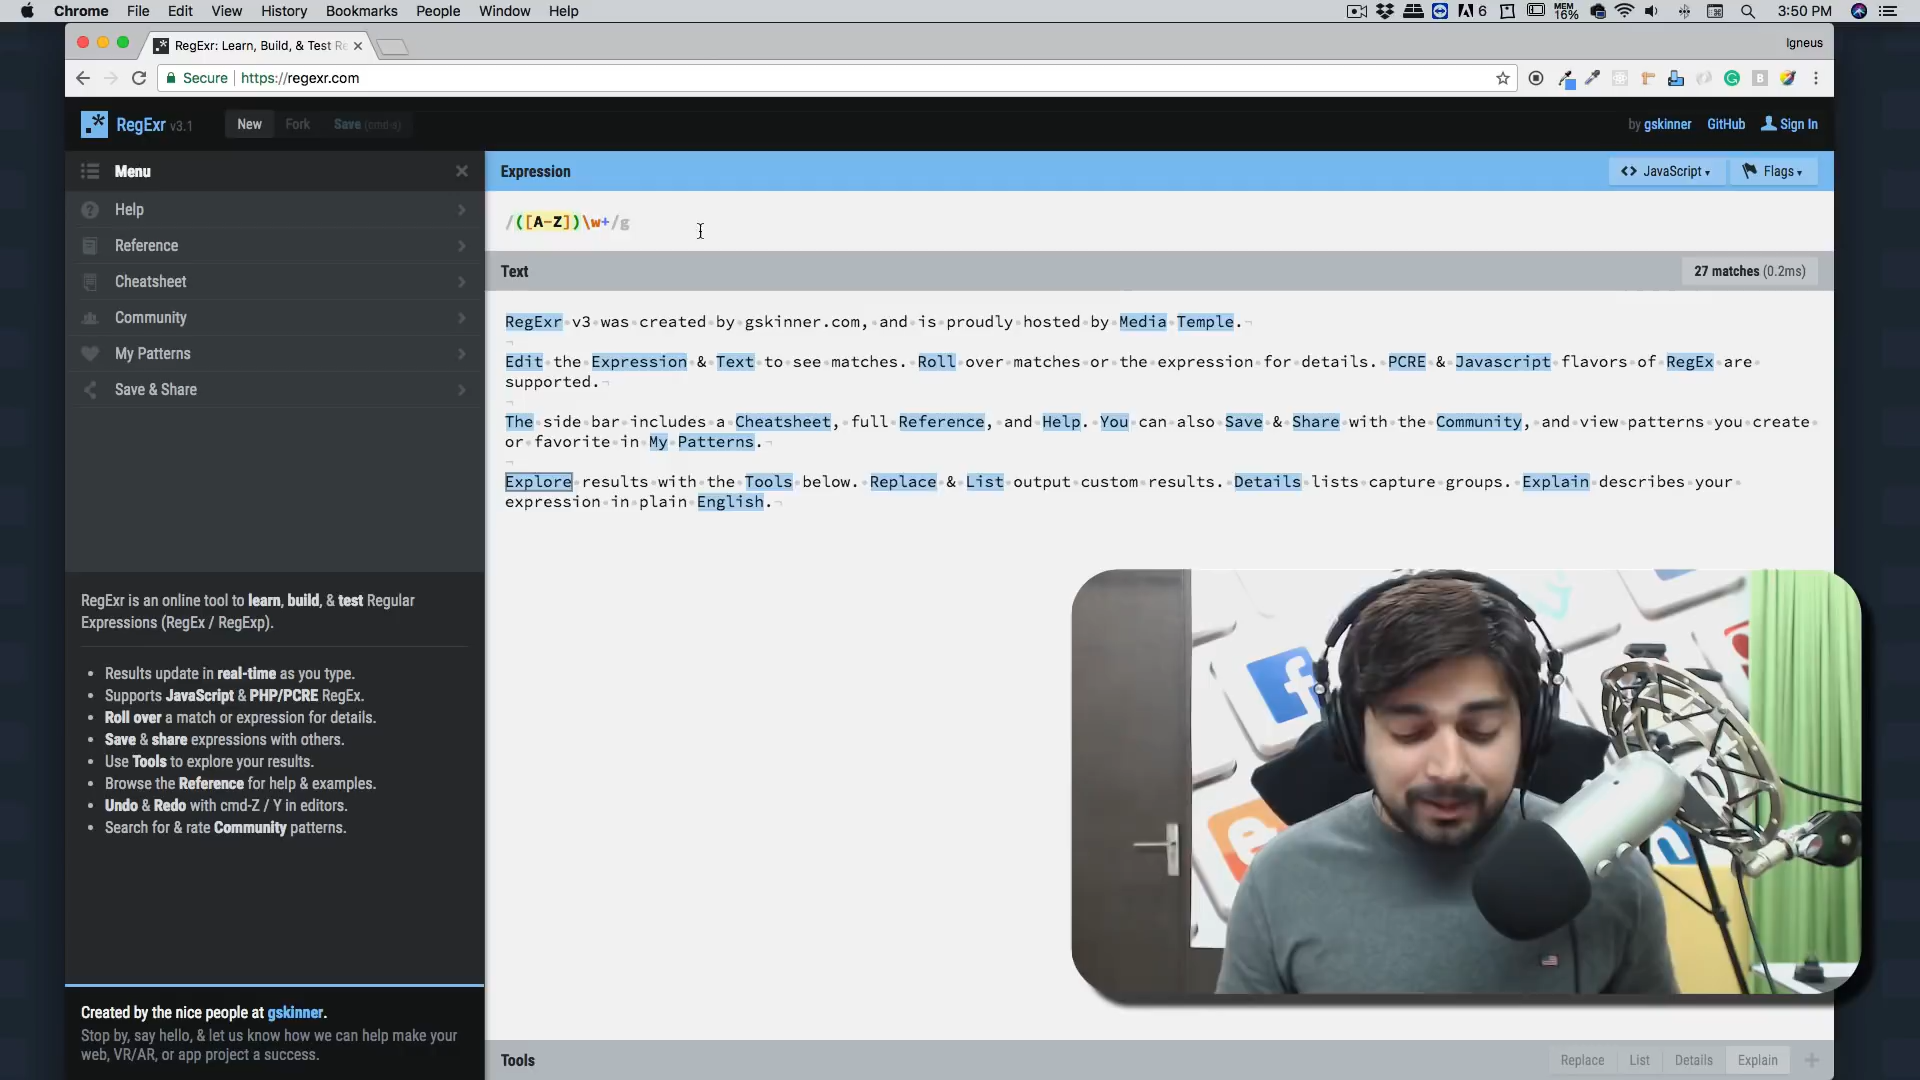 Chrome File Edit View History Bookmarks People Window Help
6 MEM 16% 3:50 PM
RegExr: Learn, Build, & Test Re
Igneus
Secure https://regexr.com
RegExr v3.1 New Fork Save (cmd-s)
by gskinner GitHub Sign In
Menu
Help
Reference
Cheatsheet
Community
My Patterns
Save & Share
RegExr is an online tool to learn, build, & test Regular
Expressions (RegEx / RegExp).
Results update in real-time as you type.
Supports JavaScript & PHP/PCRE RegEx.
Roll over a match or expression for details.
Save & share expressions with others.
Use Tools to explore your results.
Browse the Reference for help & examples.
Undo & Redo with cmd-Z / Y in editors.
Search for & rate Community patterns.
Created by the nice people at gskinner.
Stop by, say hello, & let us know how we can help make your
web, VR/AR, or app project a success.
Expression
<> JavaScript Flags
/([A-Z])\w+/g
Text
27 matches (0.2ms)
RegExr v3 was created by gskinner.com, and is proudly hosted by Media Temple.
Edit the Expression & Text to see matches. Roll over matches or the expression for details. PCRE & Javascript flavors of RegEx are
supported.
The side bar includes a Cheatsheet, full Reference, and Help. You can also Save & Share with the Community, and view patterns you create
or favorite in My Patterns.
Explore results with the Tools below. Replace & List output custom results. Details lists capture groups. Explain describes your
expression in plain English.
Tools
Replace List Details Explain